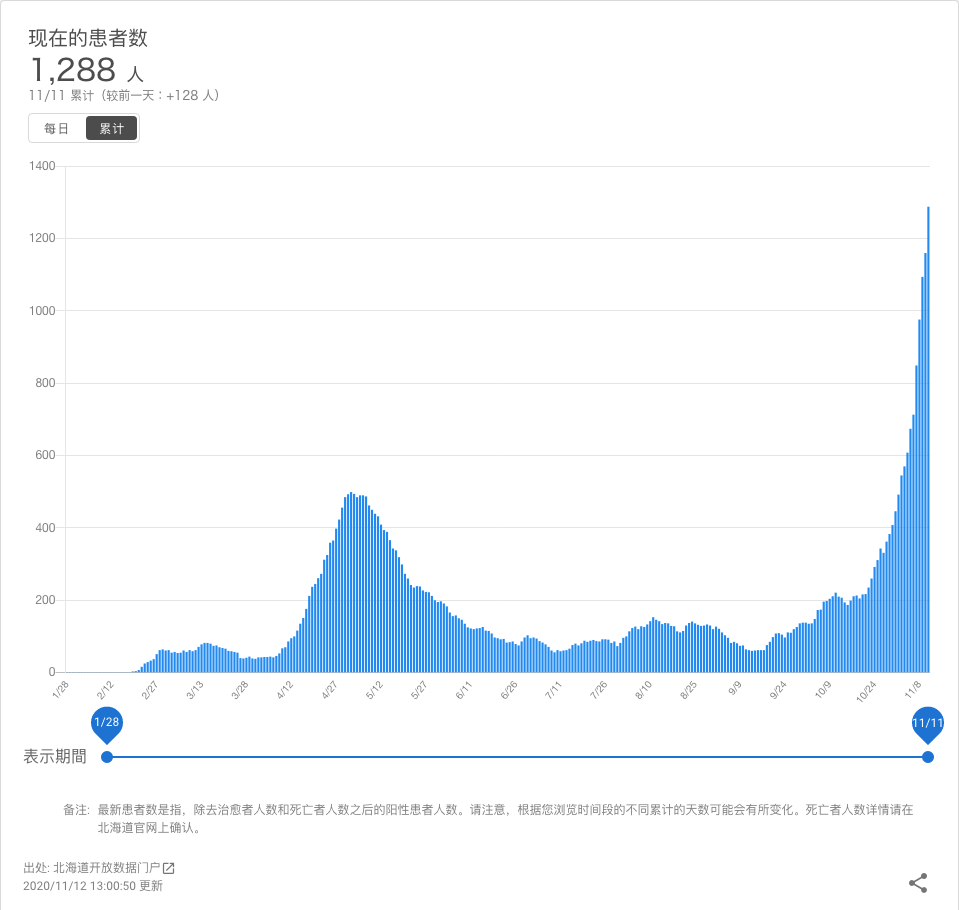 现在的患者数
1,288 人
11/11 累计（较前一天：+128 人）
每日 累计
1400
1200
1000
800
600
400
200
0
1/28 2/12 2/27 3/13 3/28 4/12 4/27 5/12 5/27 6/11 6/26 7/11 7/26 8/10 8/25 9/9 9/24 10/9 10/24 11/8
1/28 11/11
表示期間
备注: 最新患者数是指，除去治愈者人数和死亡者人数之后的阳性患者人数。请注意，根据您浏览时间段的不同累计的天数可能会有所变化。死亡者人数详情请在
北海道官网上确认。
出处: 北海道开放数据门户
2020/11/12 13:00:50 更新